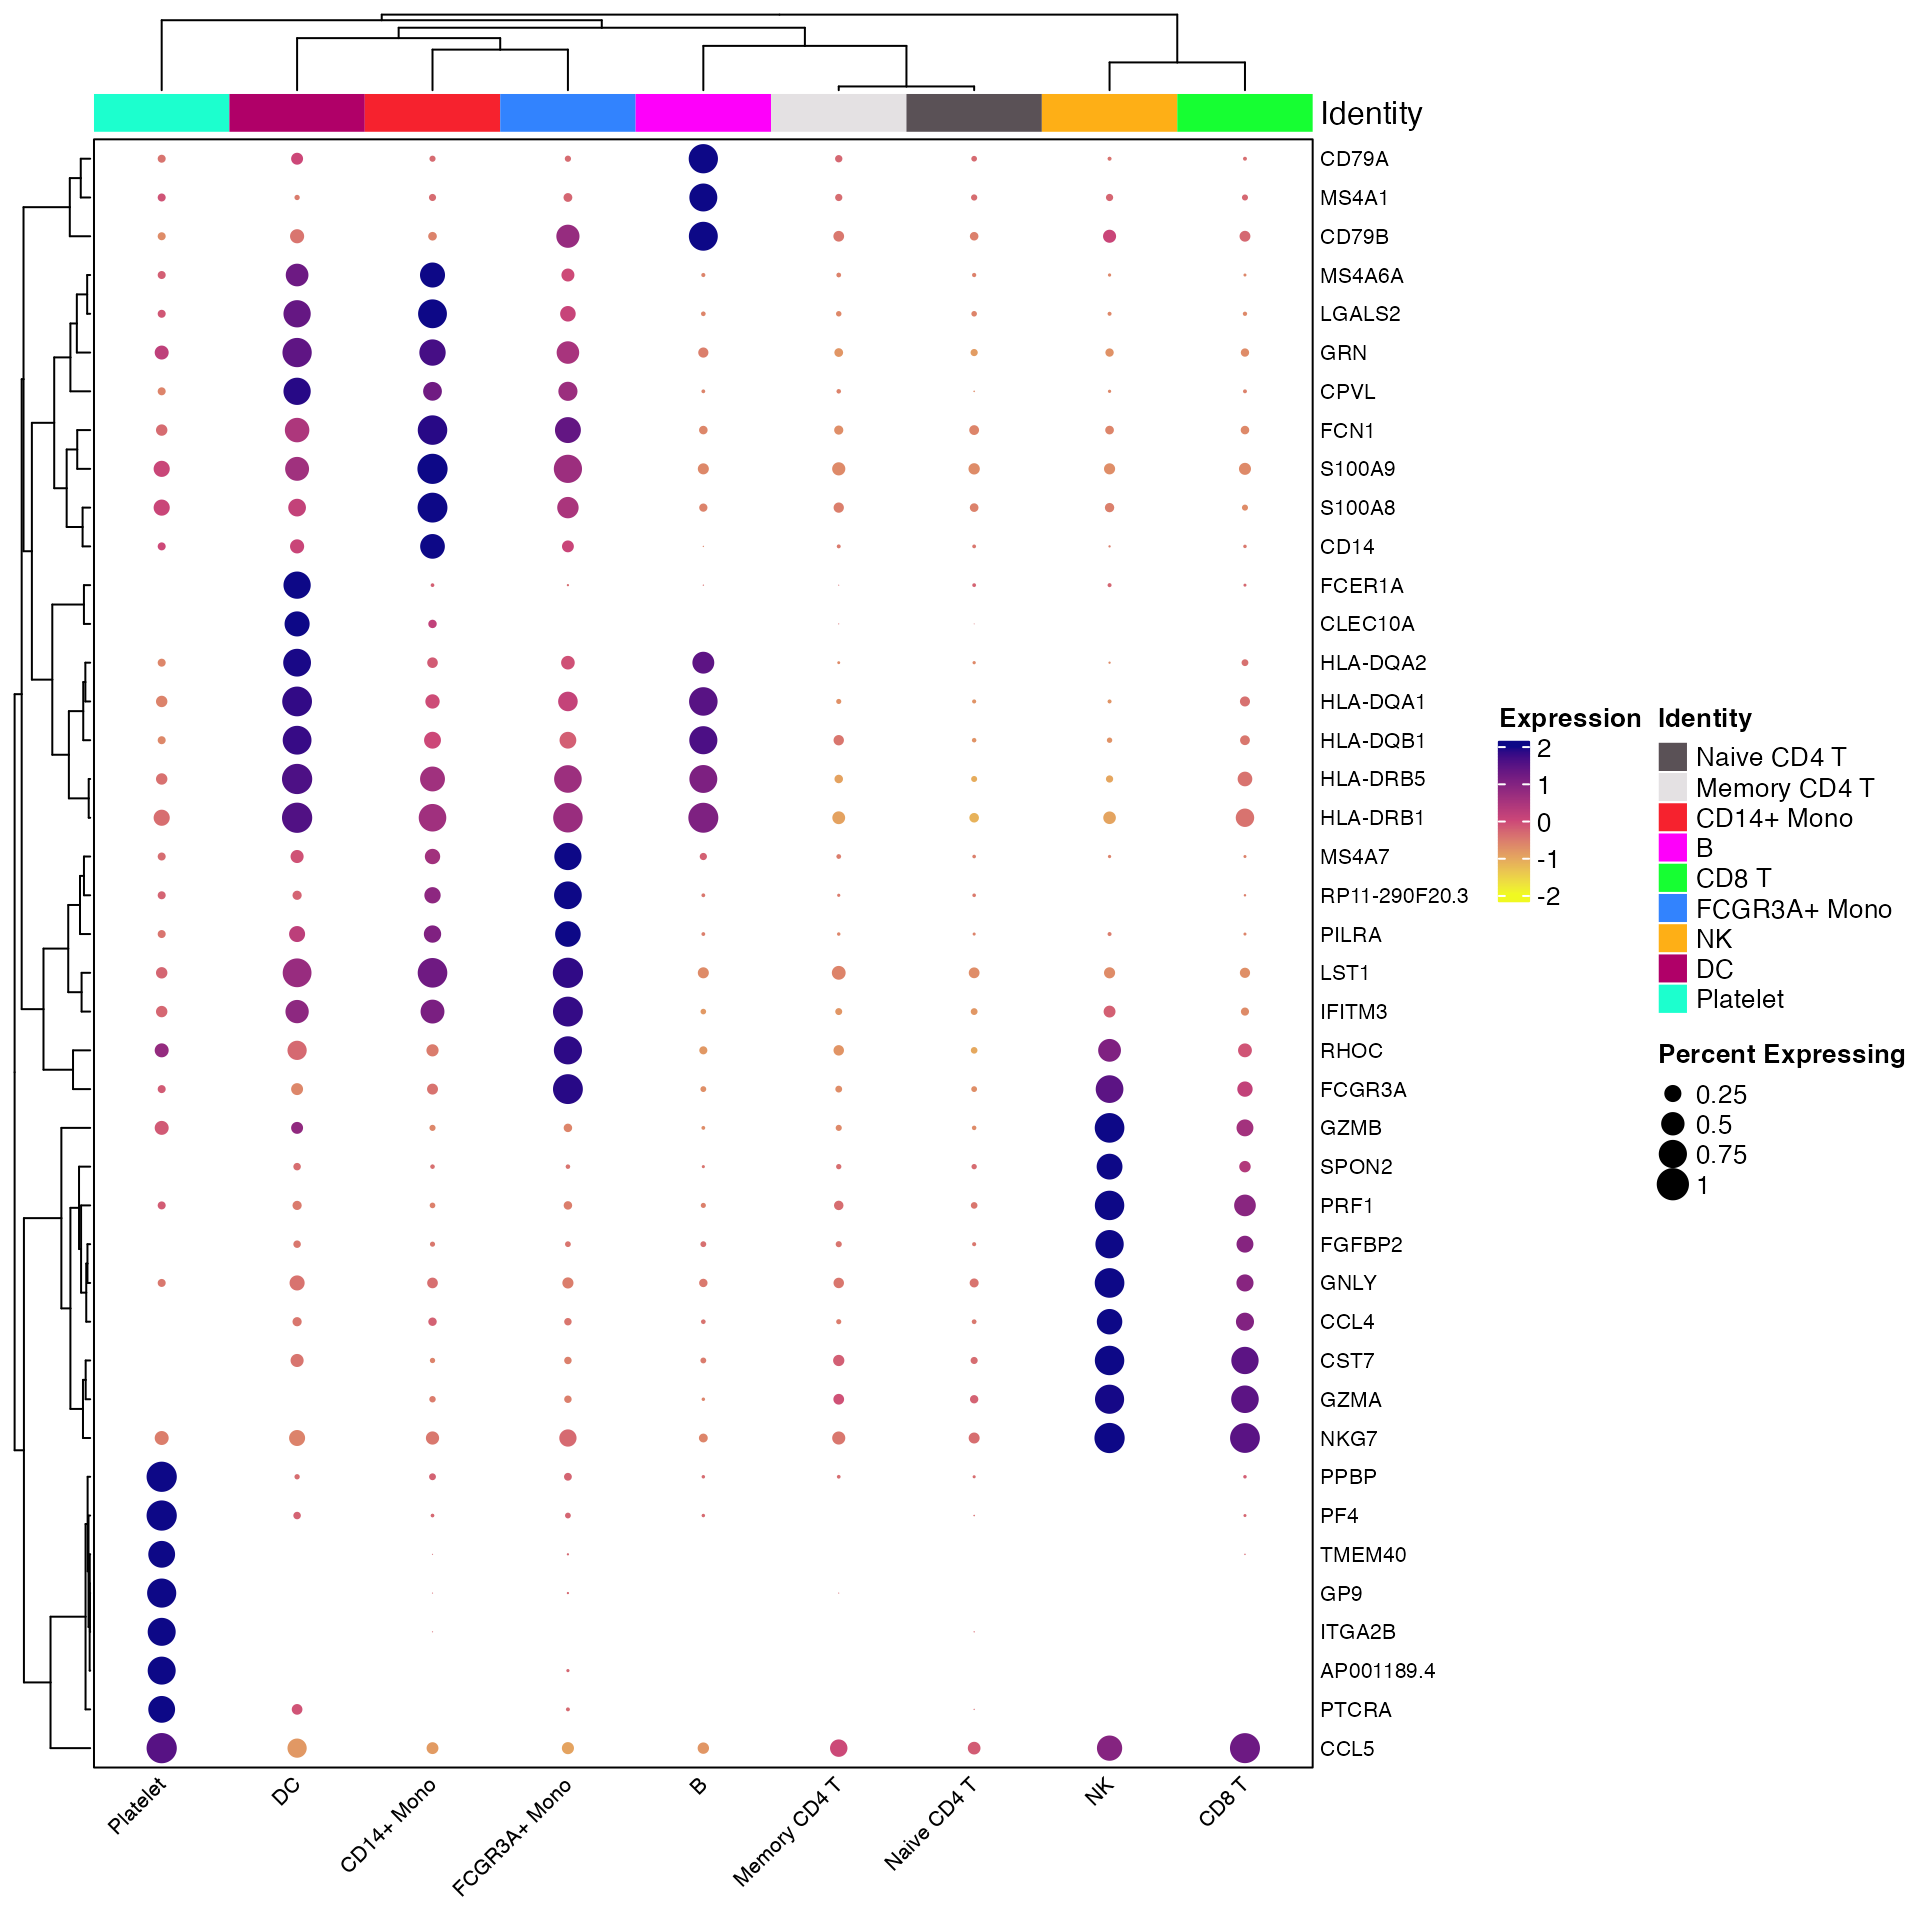 Identity
CD79A
MS4A1
CD79B
MS4A6A
LGALS2
GRN
CPVL
FCN1
S100A9
S100A8
CD14
FCER1A
CLEC10A
HLA-DQA2
HLA-DQA1
HLA-DQB1
HLA-DRB5
HLA-DRB1
MS4A7
RP11-290F20.3
PILRA
LST1
IFITM3
RHOC
FCGR3A
GZMB
SPON2
PRF1
FGFBP2
GNLY
CCL4
CST7
GZMA
NKG7
PPBP
PF4
TMEM40
GP9
ITGA2B
AP001189.4
PTCRA
CCL5
Platelet
DC
CD14+ Mono
FCGR3A+ Mono
B
Memory CD4 T
Naive CD4 T
NK
CD8 T
Expression
2
1
0
-1
-2
Identity
Naive CD4 T
Memory CD4 T
CD14+ Mono
B
CD8 T
FCGR3A+ Mono
NK
DC
Platelet
Percent Expressing
0.25
0.5
0.75
1